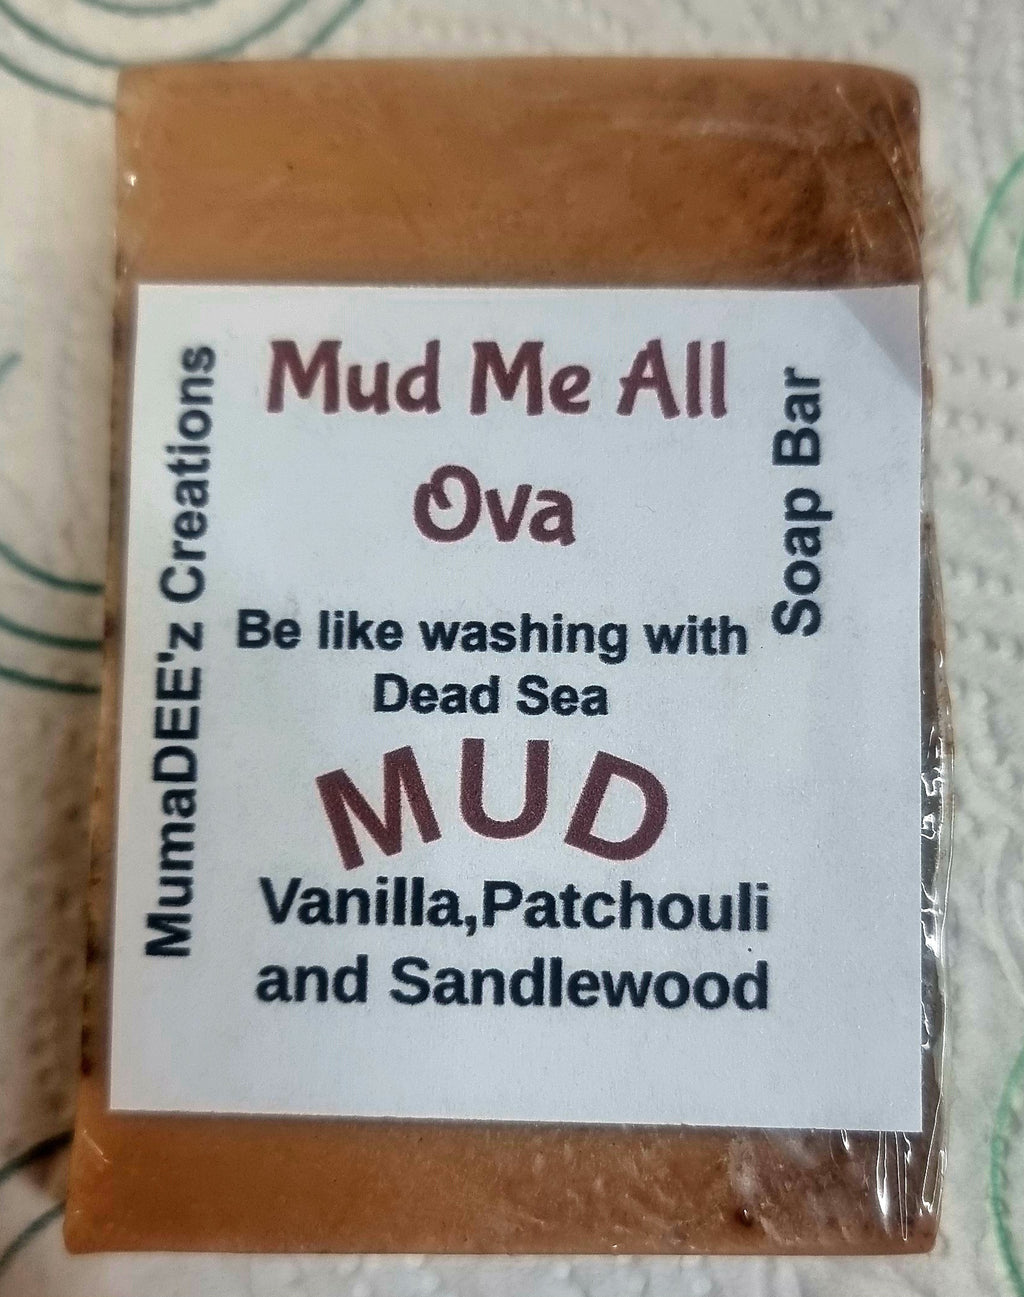 MumaDEE'z Creations
Mud Me All
Ova
Soap Bar
Be like washing with
Dead Sea
MUD
Vanilla,Patchouli
and Sandlewood